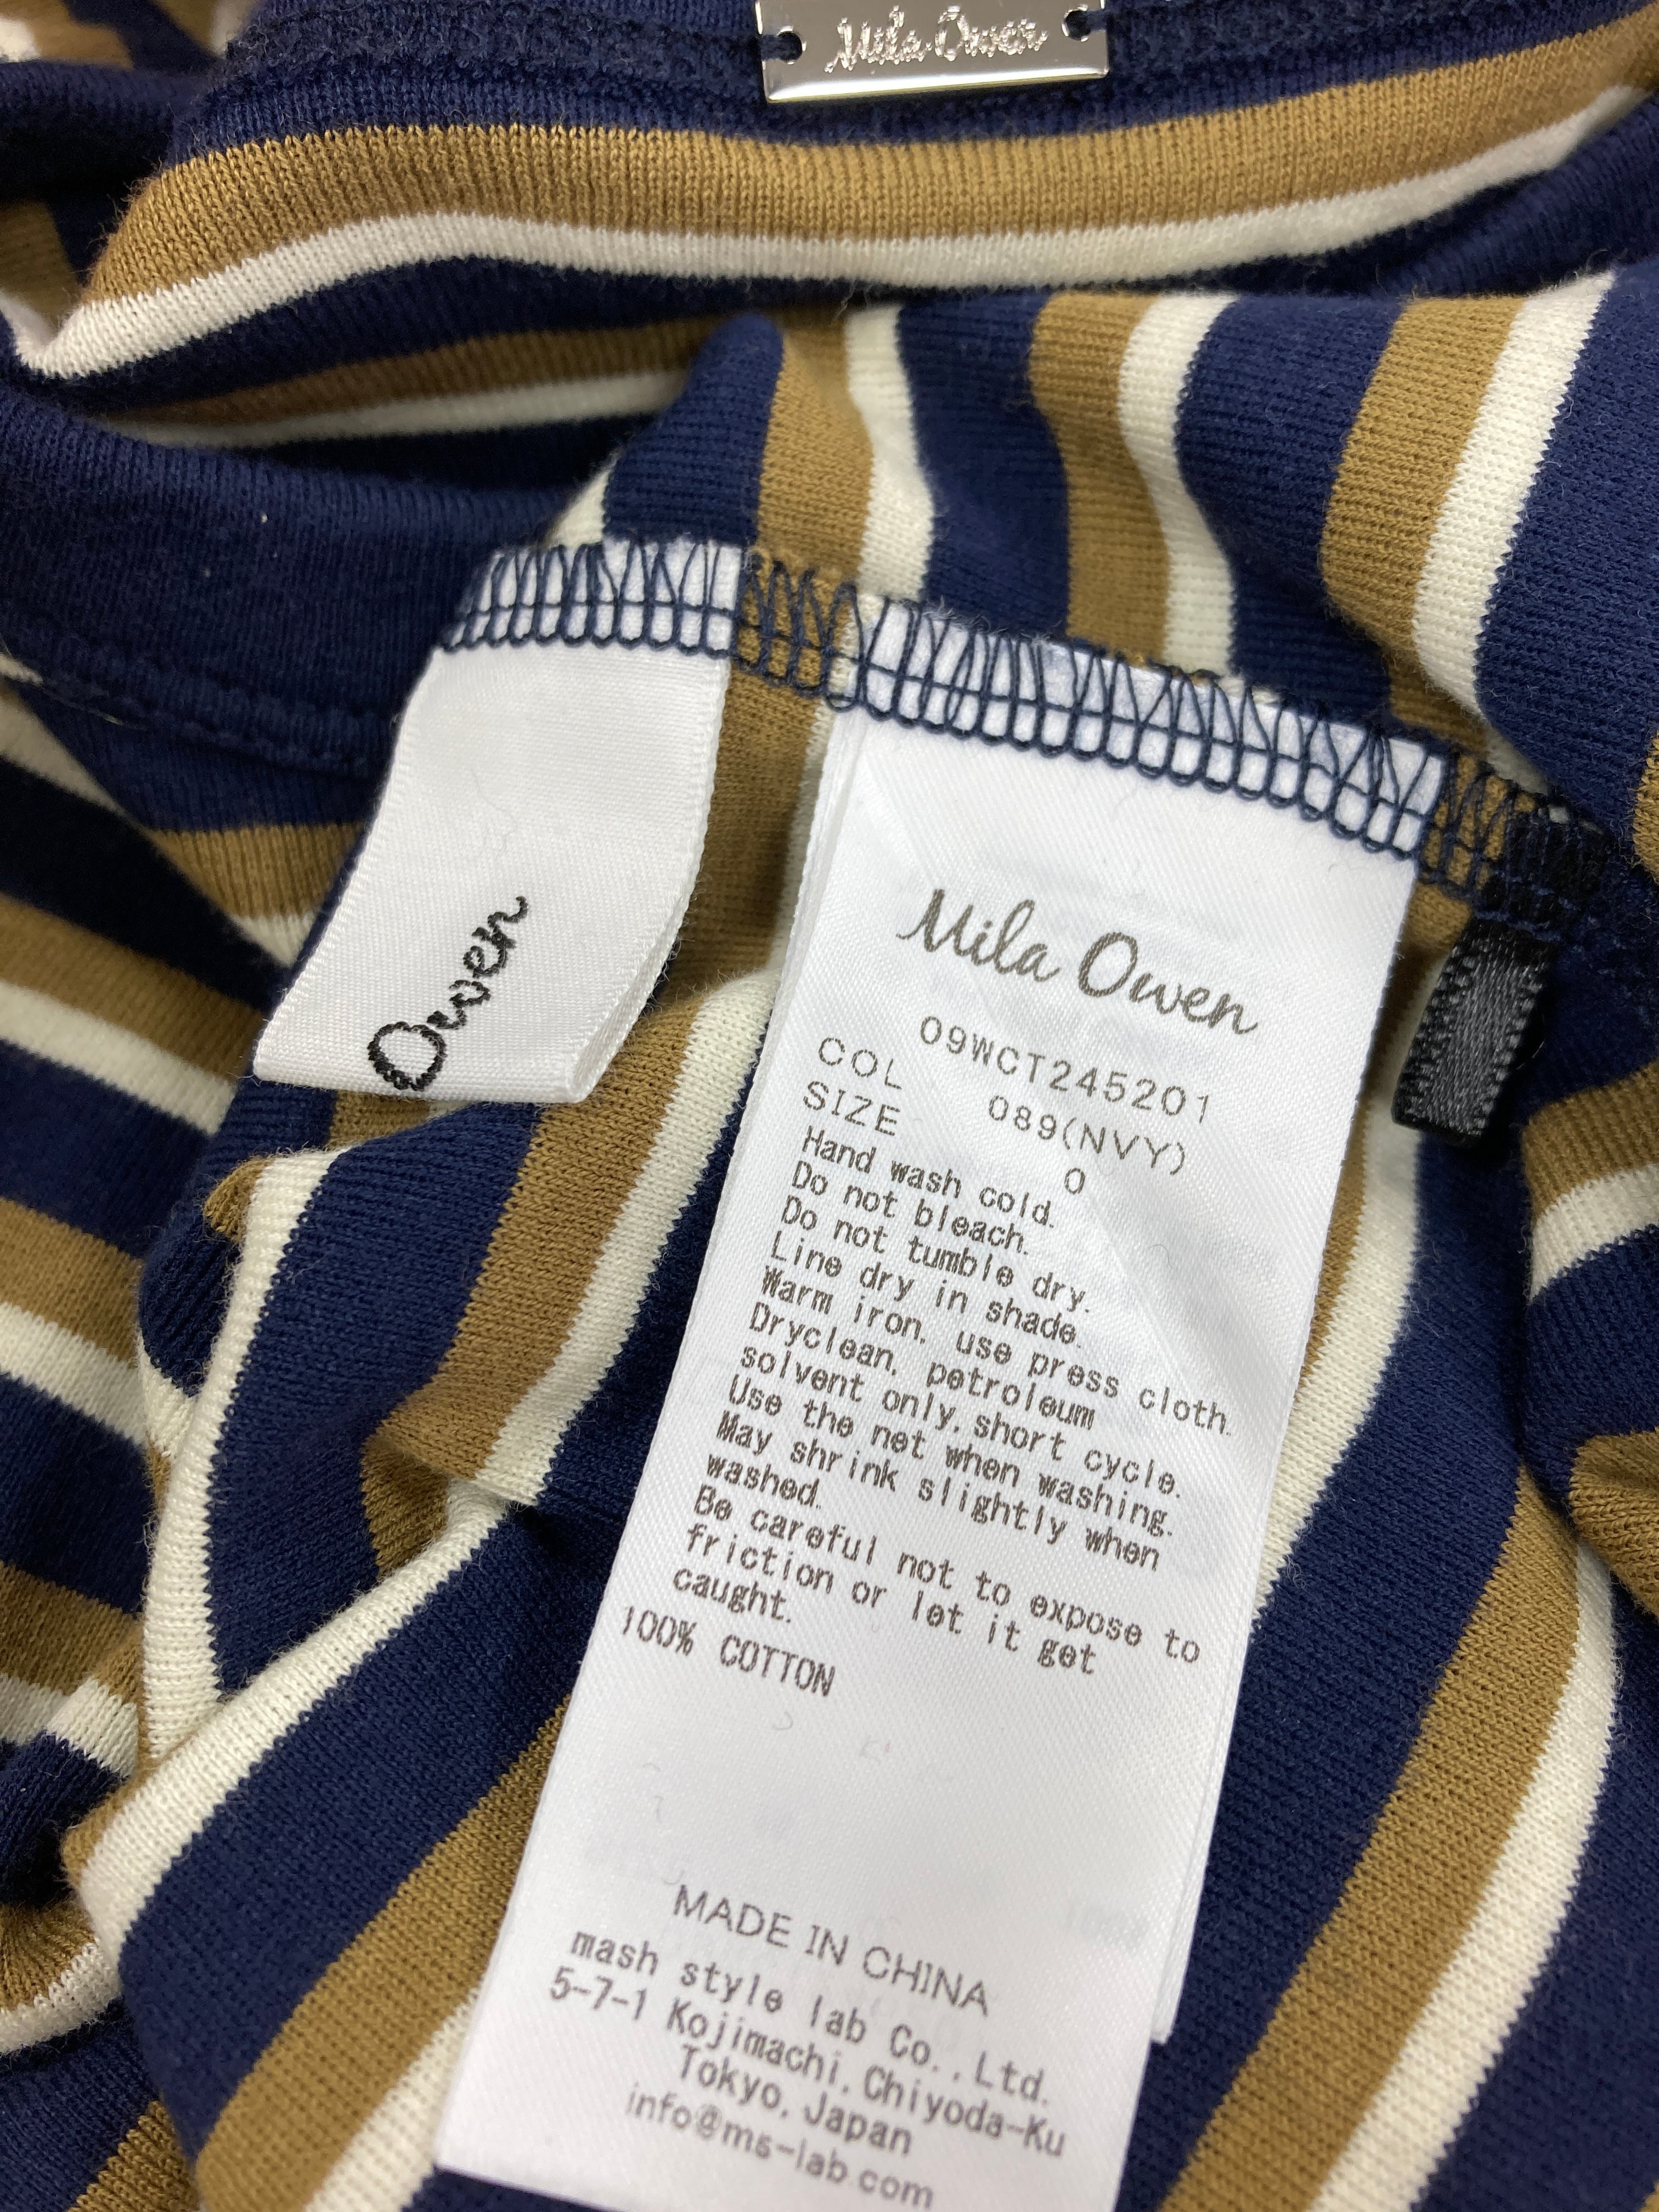 Mila Owen
Owen
Mila Owen
09WCT245201
COL 089(NVY)
SIZE 0
Hand wash cold.
Do not bleach.
Do not tumble dry.
Line dry in shade.
Warm iron, use press cloth.
Dryclean, petroleum
solvent only, short cycle.
Use the net when washing.
May shrink slightly when
washed.
Be careful not to expose to
friction or let it get
caught.
100% COTTON
MADE IN CHINA
mash style lab Co.,Ltd.
5-7-1 Kojimachi,Chiyoda-Ku
Tokyo,Japan
info@ms-lab.com